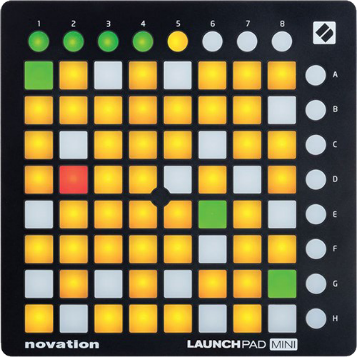 1 2 3 4 5 6 7 8
A
B
C
D
E
F
G
H
novation LAUNCHPAD MINI